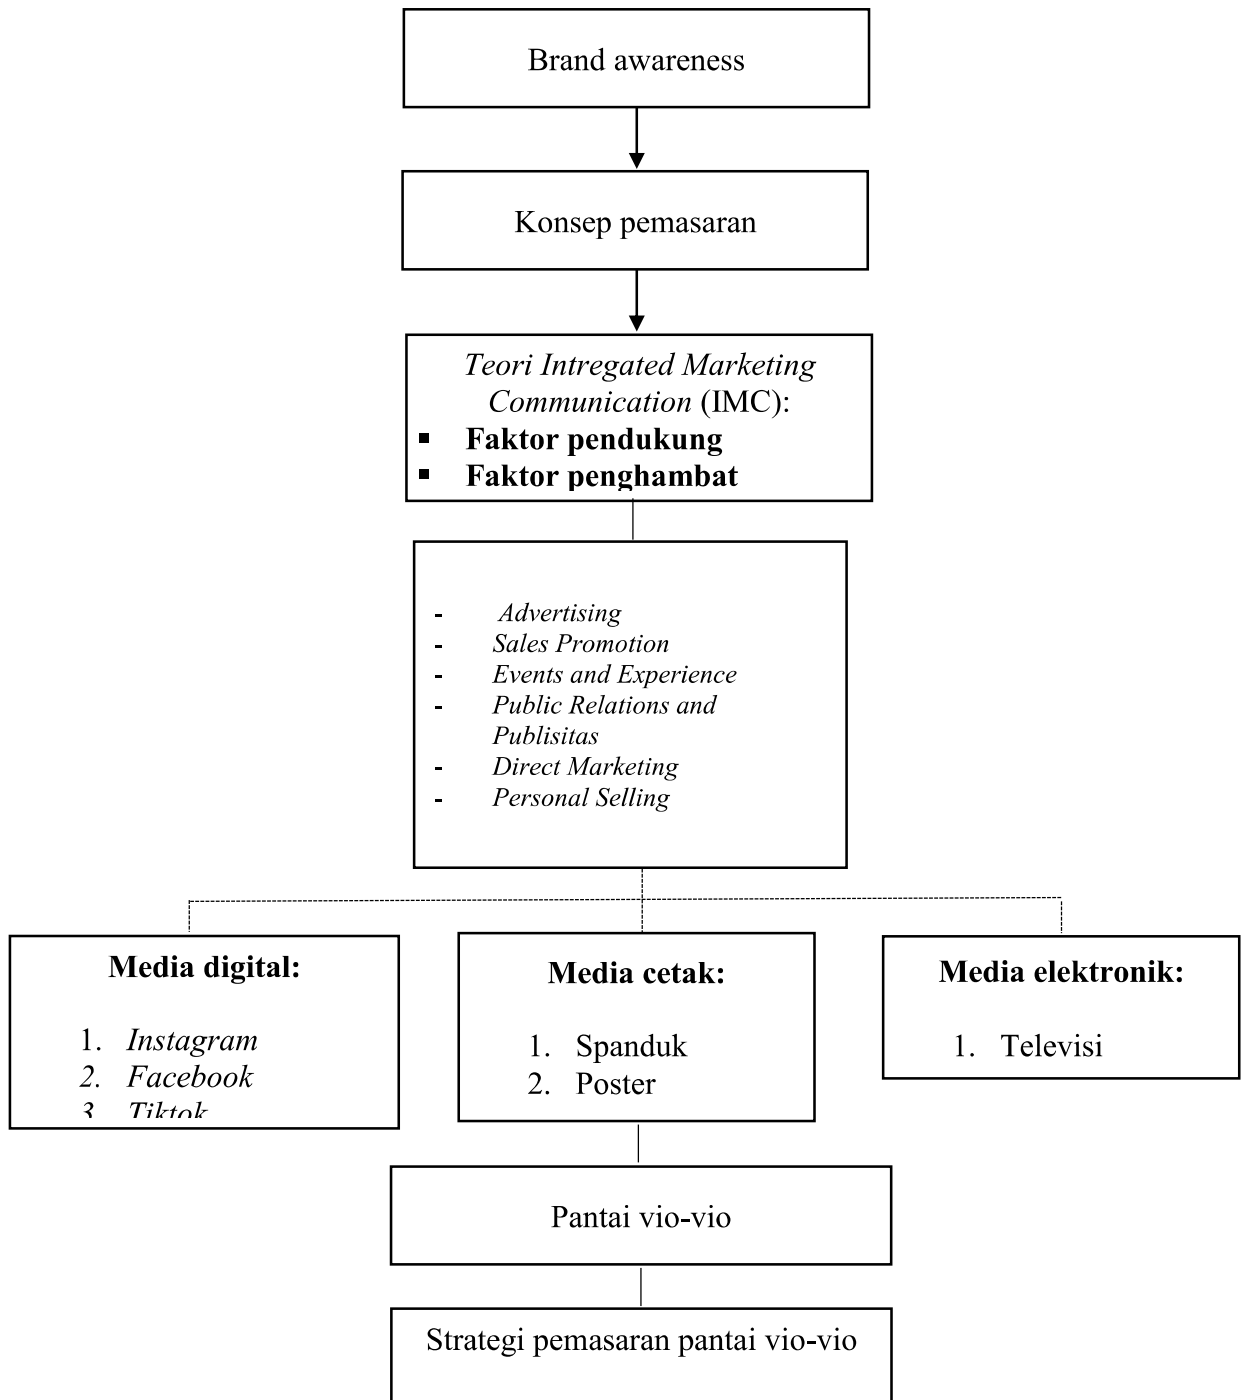 Brand awareness
Konsep pemasaran
Teori Intregated Marketing
Communication (IMC):
▪ Faktor pendukung
▪ Faktor penghambat
- Advertising
- Sales Promotion
- Events and Experience
- Public Relations and
Publisitas
- Direct Marketing
- Personal Selling
Media digital:
1. Instagram
2. Facebook
3. Tiktok
Media cetak:
1. Spanduk
2. Poster
Media elektronik:
1. Televisi
Pantai vio-vio
Strategi pemasaran pantai vio-vio